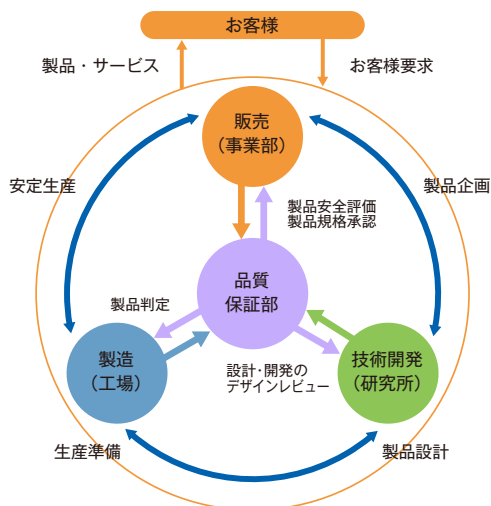 お客様
製品・サービス
お客様要求
販売
（事業部）
安定生産
製品企画
製品安全評価
製品規格承認
品質
保証部
製品判定
製造
（工場）
設計・開発の
デザインレビュー
技術開発
（研究所）
生産準備
製品設計